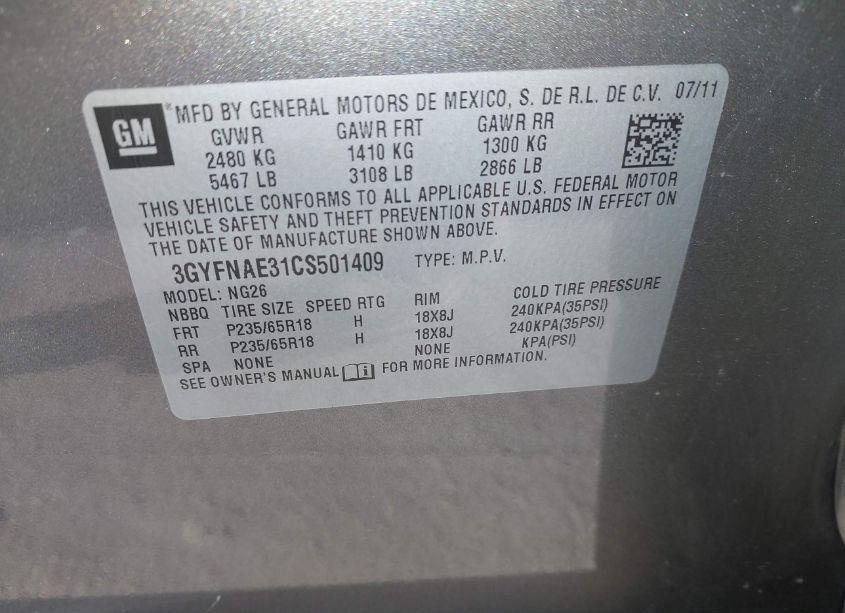 GM MFD BY GENERAL MOTORS DE MEXICO, S. DE R.L. DE C.V. 07/11
GVWR GAWR FRT GAWR RR
2480 KG 1410 KG 1300 KG
5467 LB 3108 LB 2866 LB
THIS VEHICLE CONFORMS TO ALL APPLICABLE U.S. FEDERAL MOTOR
VEHICLE SAFETY AND THEFT PREVENTION STANDARDS IN EFFECT ON
THE DATE OF MANUFACTURE SHOWN ABOVE.
3GYFNAE31CS501409 TYPE: M.P.V.
MODEL: NG26
NBBQ TIRE SIZE SPEED RTG RIM COLD TIRE PRESSURE
FRT P235/65R18 H 18X8J 240KPA(35PSI)
RR P235/65R18 H 18X8J 240KPA(35PSI)
SPA NONE NONE KPA(PSI)
SEE OWNER'S MANUAL FOR MORE INFORMATION.